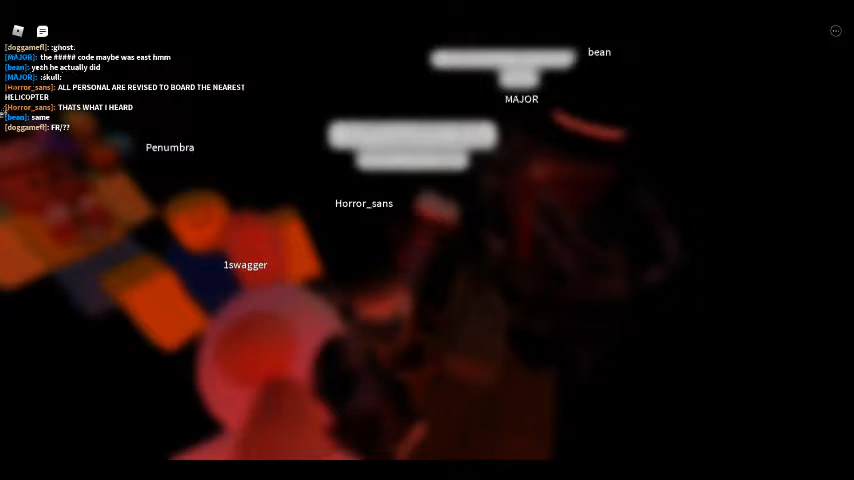 [doggamefl]: :ghost:
[MAJOR]: the ##### code maybe was east hmm
[bean]: yeah he actually did
[MAJOR]: :skull:
[Horror_sans]: ALL PERSONAL ARE REVISED TO BOARD THE NEAREST
HELICOPTER
[Horror_sans]: THATS WHAT I HEARD
[bean]: same
[doggamefl]: FR/??
bean
MAJOR
Penumbra
Horror_sans
1swagger